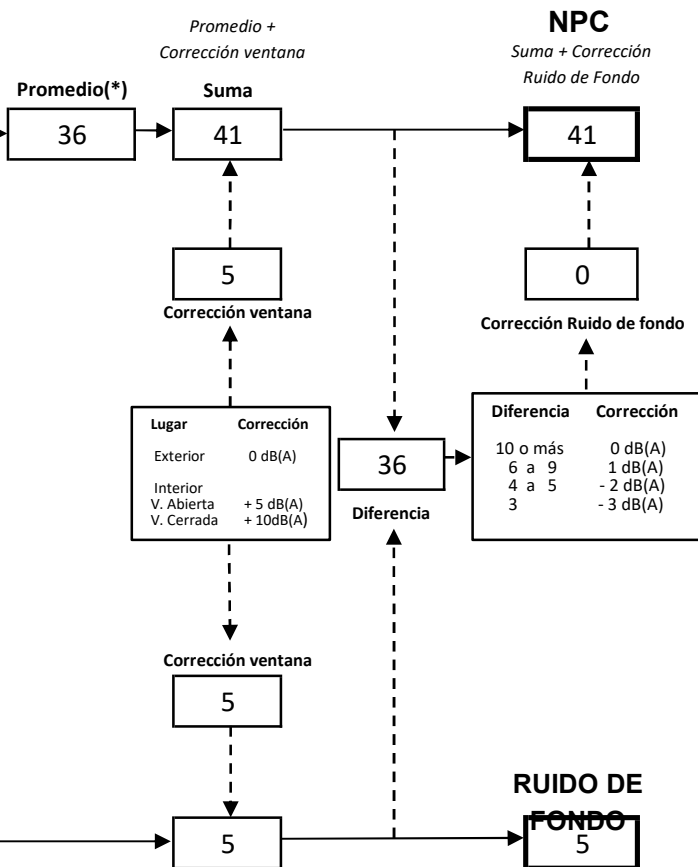 Promedio +
Corrección ventana
NPC
Suma + Corrección
Ruido de Fondo
Promedio(*)
Suma
36
41
41
5
0
Corrección ventana
Corrección Ruido de fondo
Lugar Corrección
Exterior 0 dB(A)
Interior
V. Abierta + 5 dB(A)
V. Cerrada + 10dB(A)
36
Diferencia
Diferencia Corrección
10 o más 0 dB(A)
6 a 9 1 dB(A)
4 a 5 - 2 dB(A)
3 - 3 dB(A)
Corrección ventana
5
RUIDO DE
FONDO
5
5